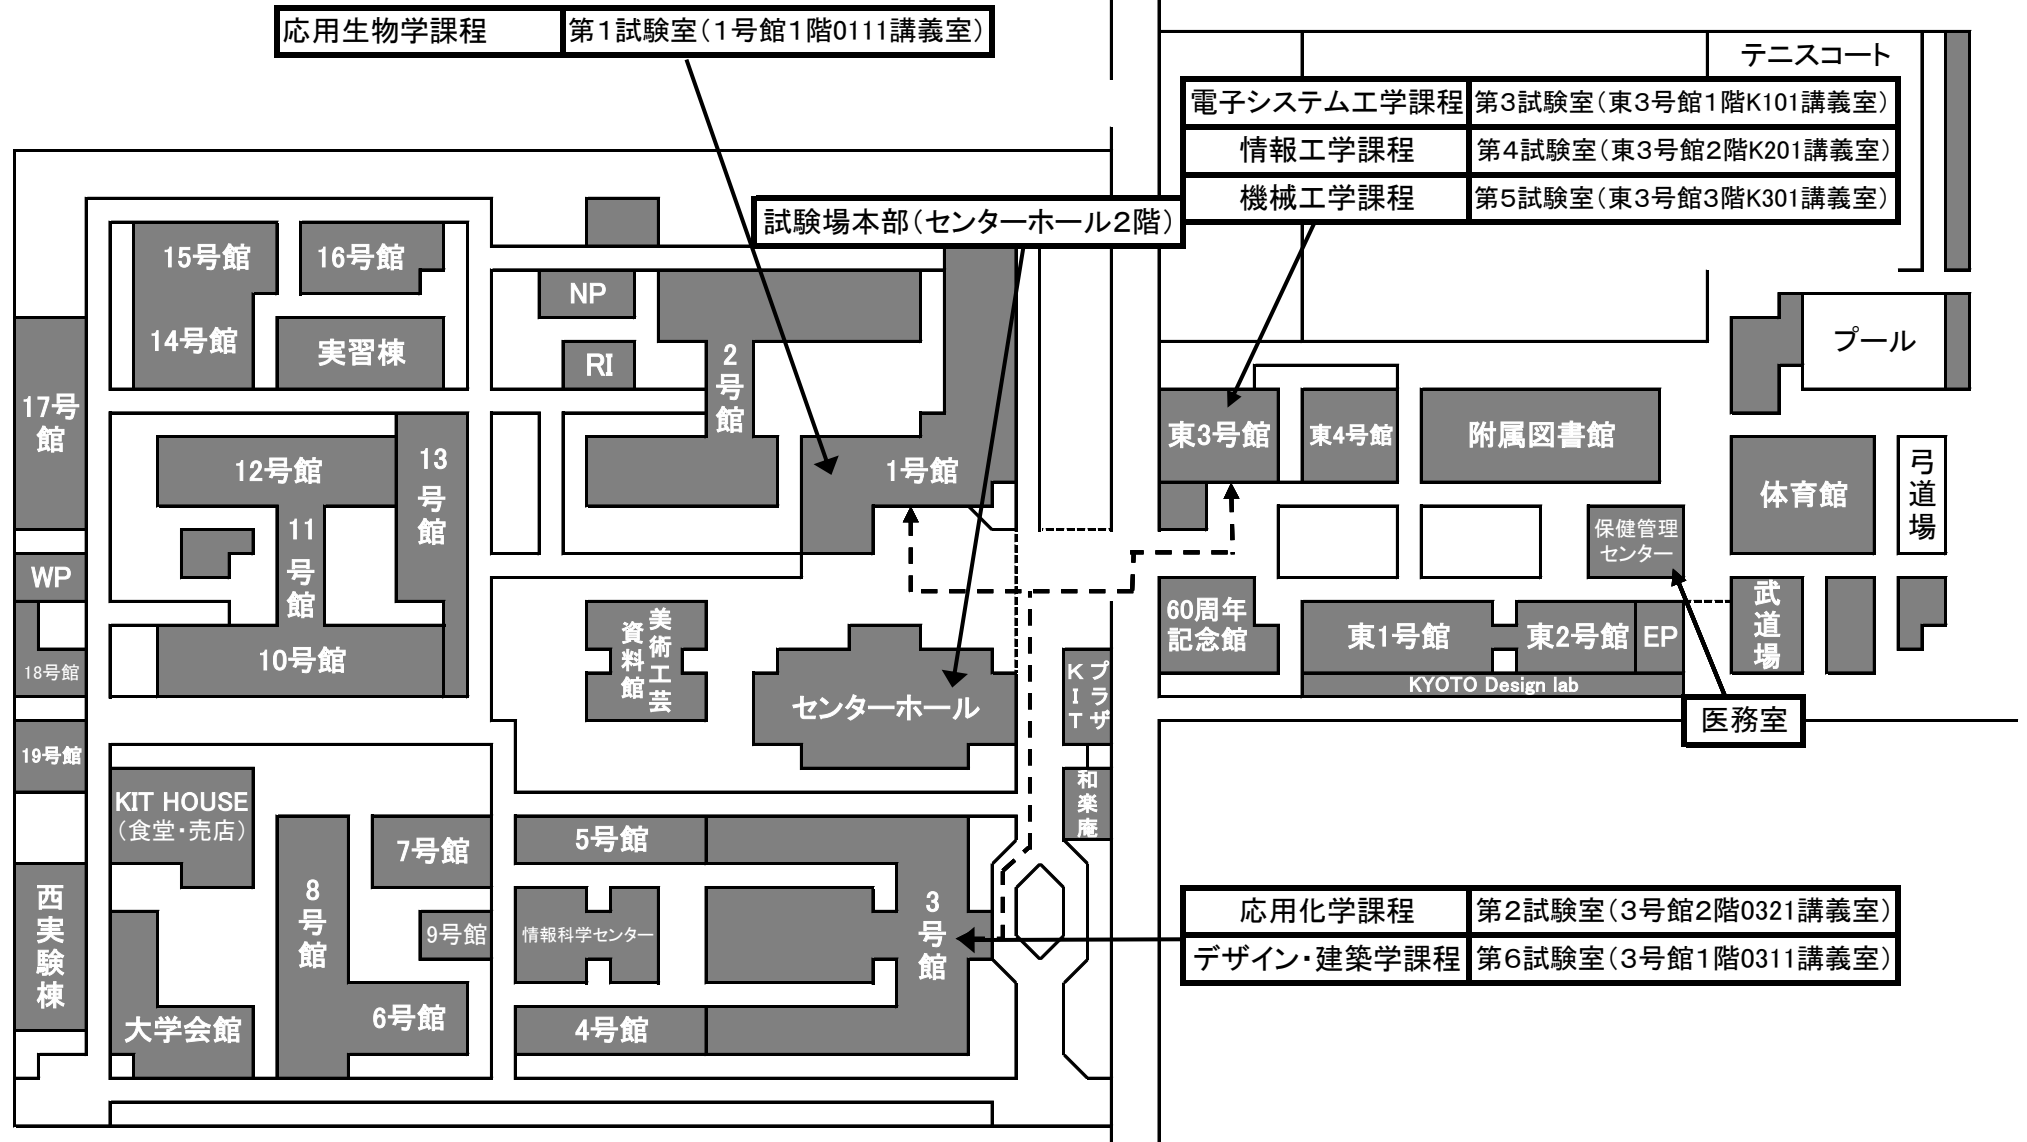 応用生物学課程 第1試験室(1号館1階0111講義室)
テニスコート
電子システム工学課程 第3試験室(東3号館1階K101講義室)
情報工学課程 第4試験室(東3号館2階K201講義室)
機械工学課程 第5試験室(東3号館3階K301講義室)
試験場本部(センターホール2階)
15号館
16号館
NP
14号館
実習棟
RI
2号館
プール
17号館
12号館
13号館
1号館
東3号館
東4号館
附属図書館
体育館
弓道場
11号館
保健管理
センター
WP
60周年
記念館
東1号館
東2号館
EP
武道場
美術工芸
資料館
10号館
18号館
センターホール
KIT
プラザ
KYOTO Design lab
医務室
19号館
KIT HOUSE
(食堂・売店)
和楽庵
7号館
5号館
8号館
3号館
西実験棟
9号館
情報科学センター
応用化学課程 第2試験室(3号館2階0321講義室)
デザイン・建築学課程 第6試験室(3号館1階0311講義室)
大学会館
6号館
4号館